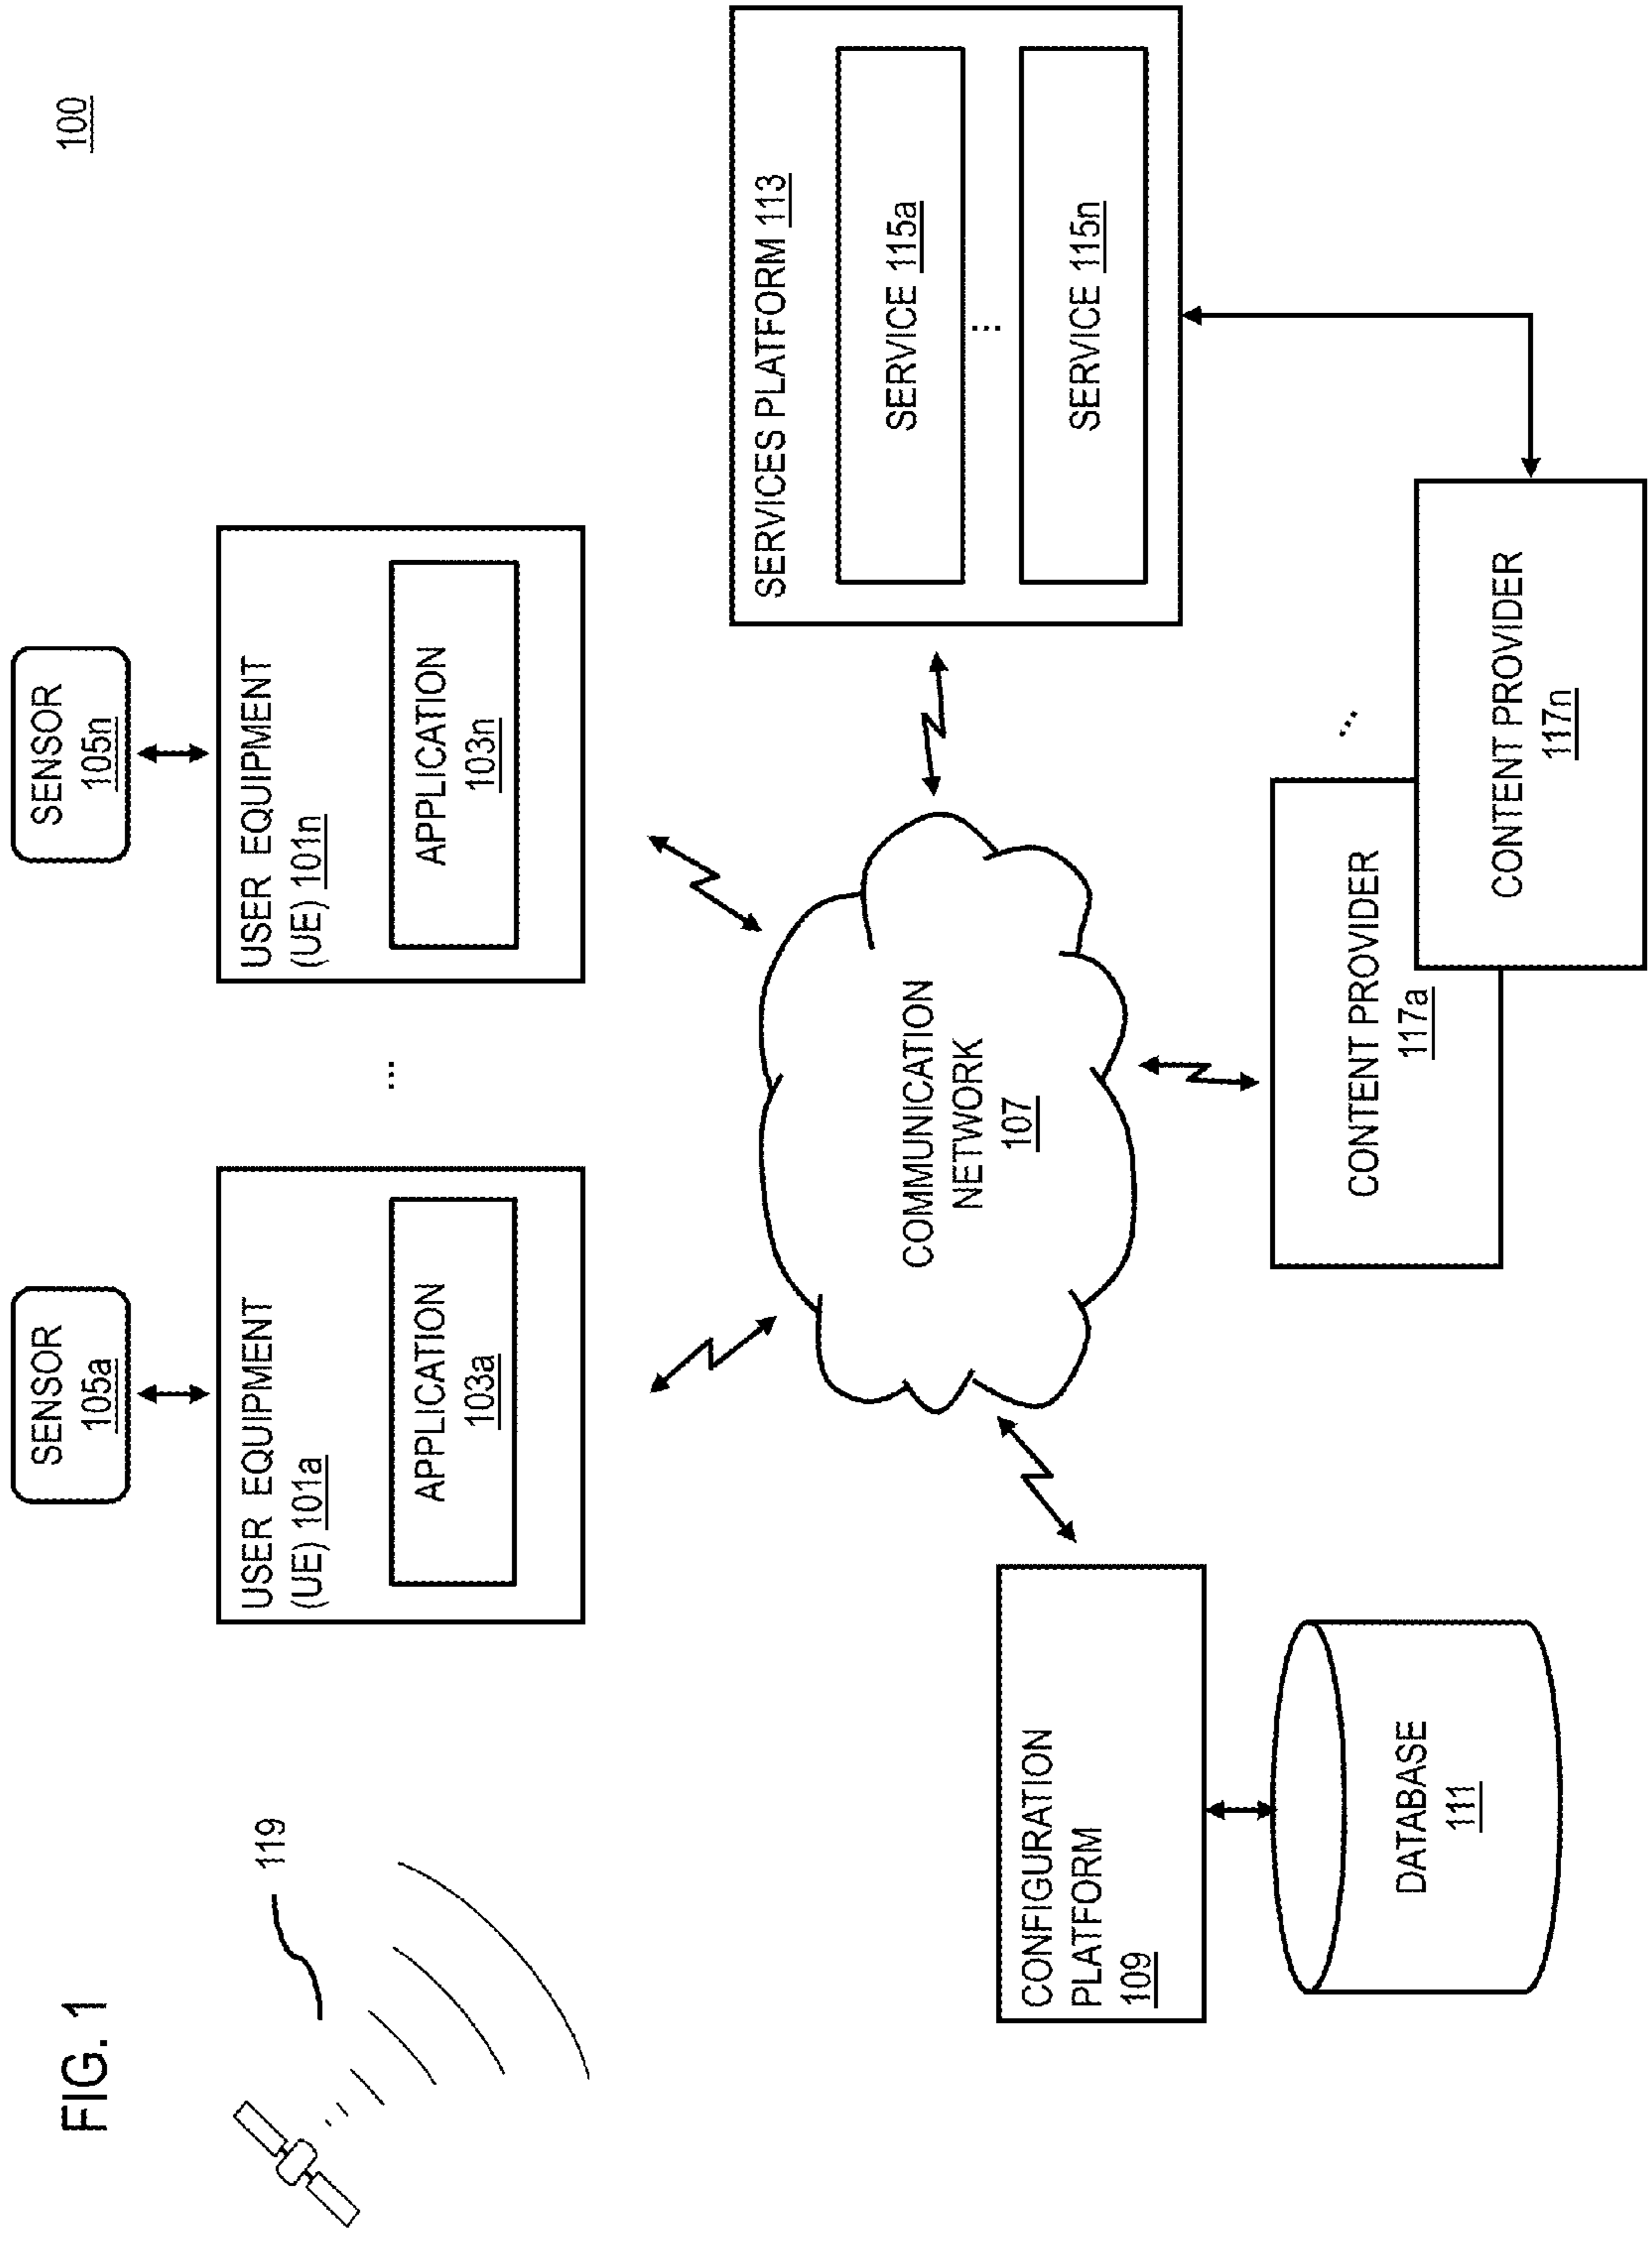 FIG. 1
100
119
SENSOR
105a
SENSOR
105n
USER EQUIPMENT
(UE) 101a
APPLICATION
103a
...
USER EQUIPMENT
(UE) 101n
APPLICATION
103n
COMMUNICATION
NETWORK
107
SERVICES PLATFORM 113
SERVICE 115a
...
SERVICE 115n
CONFIGURATION
PLATFORM
109
DATABASE
111
CONTENT PROVIDER
117a
...
CONTENT PROVIDER
117n